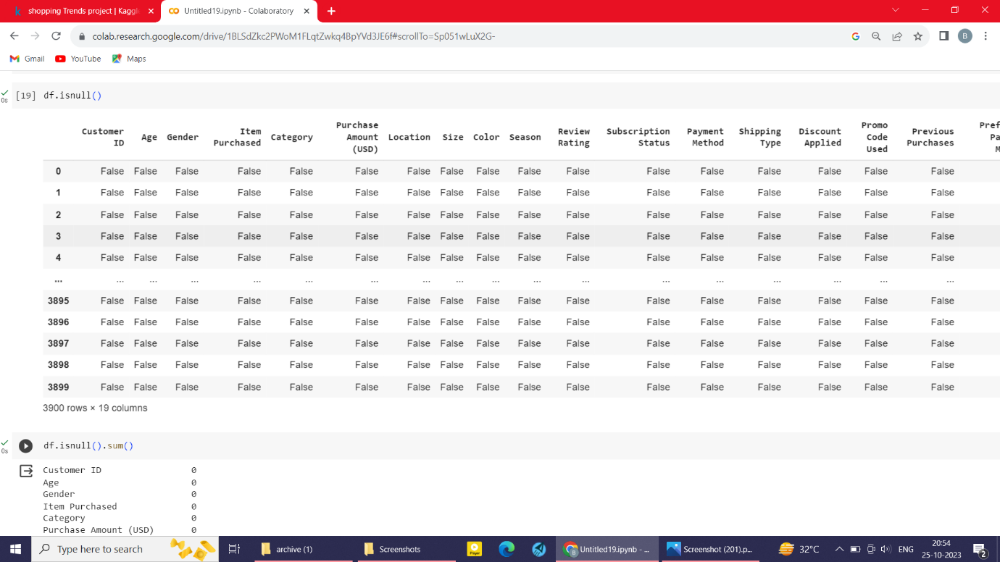 shopping Trends project | Kaggl
Untitled19.ipynb - Colaboratory
colab.research.google.com/drive/1BLSdZkc2PWoM1FLqtZwkq4BpYVd3JE6f#scrollTo=Sp051wLuX2G-
B
Gmail YouTube Maps
0s [19] df.isnull()
Customer ID Age Gender Item Purchased Category Purchase Amount (USD) Location Size Color Season Review Rating Subscription Status Payment Method Shipping Type Discount Applied Promo Code Used Previous Purchases Pref Pa M
0 False False False False False False False False False False False False False False False False False
1 False False False False False False False False False False False False False False False False False
2 False False False False False False False False False False False False False False False False False
3 False False False False False False False False False False False False False False False False False
4 False False False False False False False False False False False False False False False False False
... ... ... ... ... ... ... ... ... ... ... ... ... ... ... ... ... ...
3895 False False False False False False False False False False False False False False False False False
3896 False False False False False False False False False False False False False False False False False
3897 False False False False False False False False False False False False False False False False False
3898 False False False False False False False False False False False False False False False False False
3899 False False False False False False False False False False False False False False False False False
3900 rows × 19 columns
0s df.isnull().sum()
Customer ID 0
Age 0
Gender 0
Item Purchased 0
Category 0
Purchase Amount (USD) 0
Type here to search archive (1) Screenshots Untitled19.ipynb - ... Screenshot (201).p... 32°C ENG 20:54
25-10-2023 2